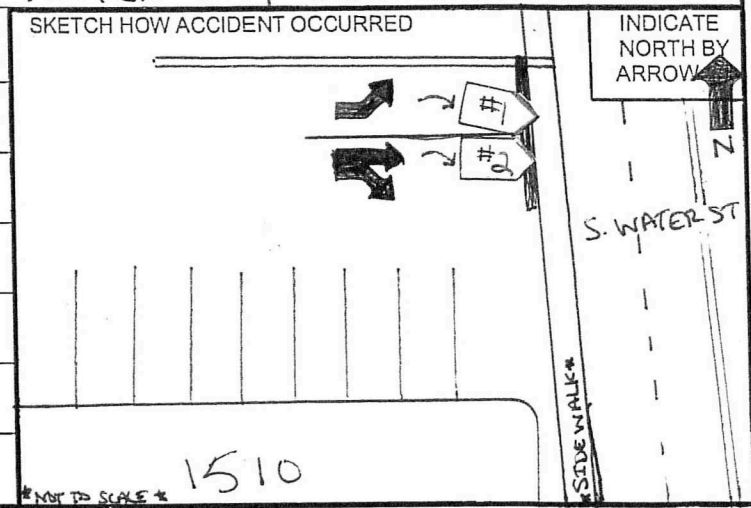 SKETCH HOW ACCIDENT OCCURRED
INDICATE
NORTH BY
ARROW
N
#1
#2
S. WATER ST
*SIDEWALK*
1510
*NOT TO SCALE*